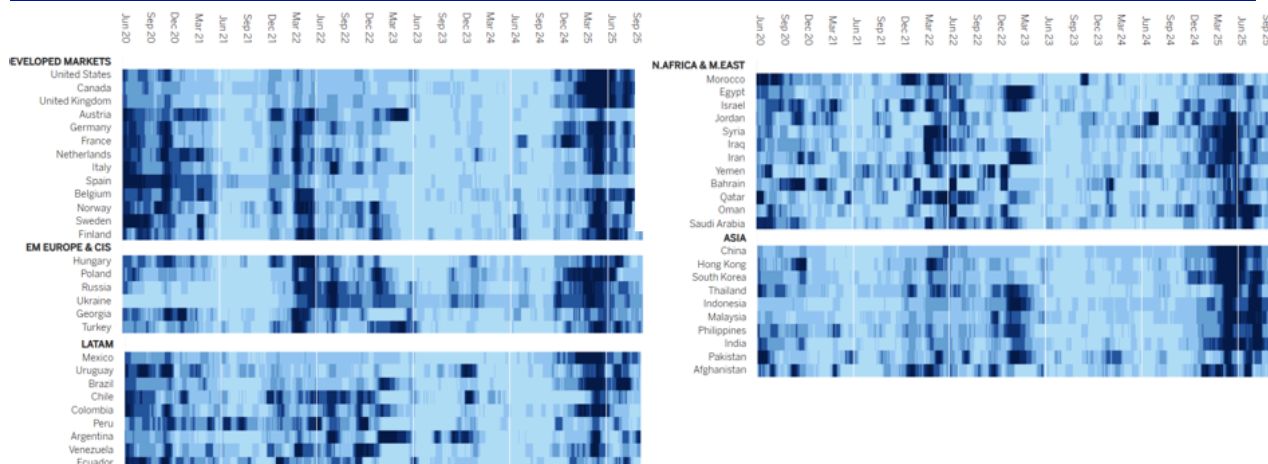 Jun 20 Sep 20 Dec 20 Mar 21 Jun 21 Sep 21 Dec 21 Mar 22 Jun 22 Sep 22 Dec 22 Mar 23 Jun 23 Sep 23 Dec 23 Mar 24 Jun 24 Sep 24 Dec 24 Mar 25 Jun 25 Sep 25
EVELOPED MARKETS
United States
Canada
United Kingdom
Austria
Germany
France
Netherlands
Italy
Spain
Belgium
Norway
Sweden
Finland
EM EUROPE & CIS
Hungary
Poland
Russia
Ukraine
Georgia
Turkey
LATAM
Mexico
Uruguay
Brazil
Chile
Colombia
Peru
Argentina
Venezuela
Ecuador
Jun 20 Sep 20 Dec 20 Mar 21 Jun 21 Sep 21 Dec 21 Mar 22 Jun 22 Sep 22 Dec 22 Mar 23 Jun 23 Sep 23 Dec 23 Mar 24 Jun 24 Sep 24 Dec 24 Mar 25 Jun 25 Sep 25
N.AFRICA & M.EAST
Morocco
Egypt
Israel
Jordan
Syria
Iraq
Iran
Yemen
Bahrain
Qatar
Oman
Saudi Arabia
ASIA
China
Hong Kong
South Korea
Thailand
Indonesia
Malaysia
Philippines
India
Pakistan
Afghanistan